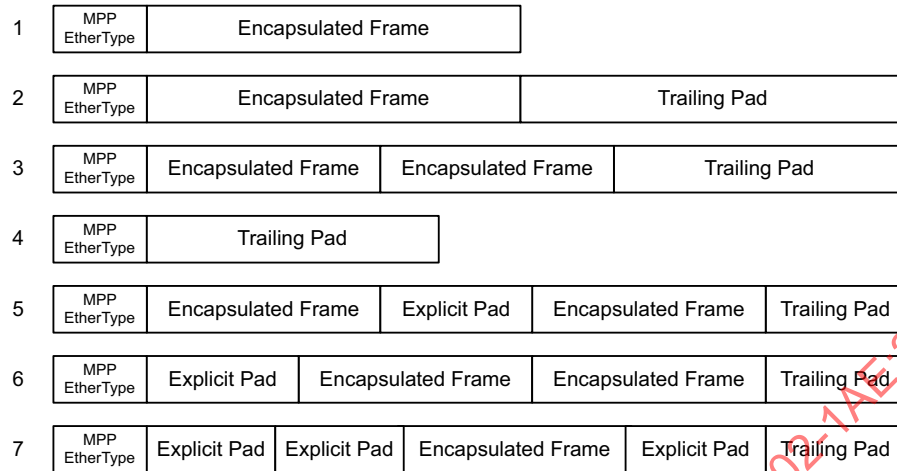 1 MPP EtherType Encapsulated Frame
2 MPP EtherType Encapsulated Frame Trailing Pad
3 MPP EtherType Encapsulated Frame Encapsulated Frame Trailing Pad
4 MPP EtherType Trailing Pad
5 MPP EtherType Encapsulated Frame Explicit Pad Encapsulated Frame Trailing Pad
6 MPP EtherType Explicit Pad Encapsulated Frame Encapsulated Frame Trailing Pad
7 MPP EtherType Explicit Pad Explicit Pad Encapsulated Frame Explicit Pad Trailing Pad